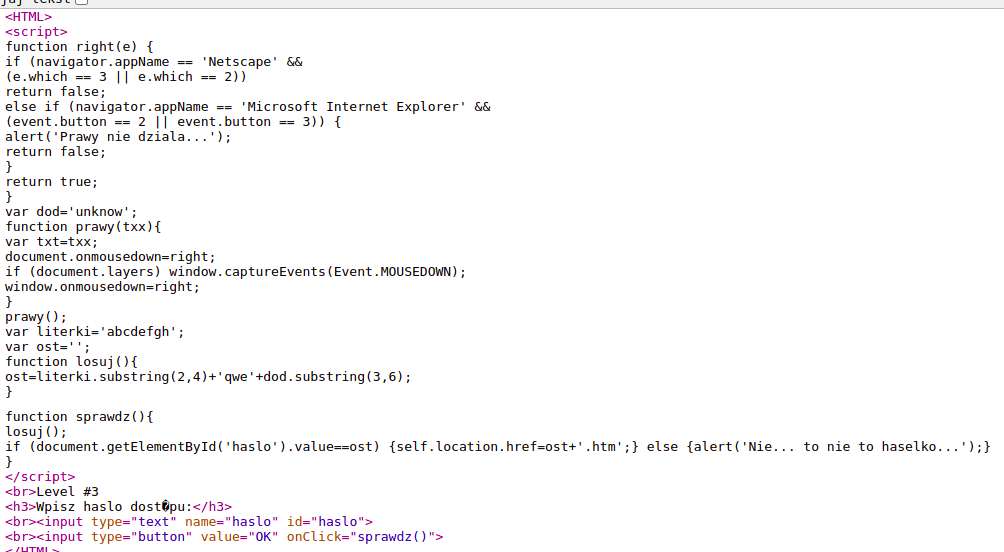 jaj tekst
<HTML>
<script>
function right(e) {
if (navigator.appName == 'Netscape' &&
(e.which == 3 || e.which == 2))
return false;
else if (navigator.appName == 'Microsoft Internet Explorer' &&
(event.button == 2 || event.button == 3)) {
alert('Prawy nie dziala...');
return false;
}
return true;
}
var dod='unknow';
function prawy(txx){
var txt=txx;
document.onmousedown=right;
if (document.layers) window.captureEvents(Event.MOUSEDOWN);
window.onmousedown=right;
}
prawy();
var literki='abcdefgh';
var ost='';
function losuj(){
ost=literki.substring(2,4)+'qwe'+dod.substring(3,6);
}
function sprawdz(){
losuj();
if (document.getElementById('haslo').value==ost) {self.location.href=ost+'.htm';} else {alert('Nie... to nie to haselko...');}
}
</script>
<br>Level #3
<h3>Wpisz haslo dost�pu:</h3>
<br><input type="text" name="haslo" id="haslo">
<br><input type="button" value="OK" onClick="sprawdz()">
</HTML>